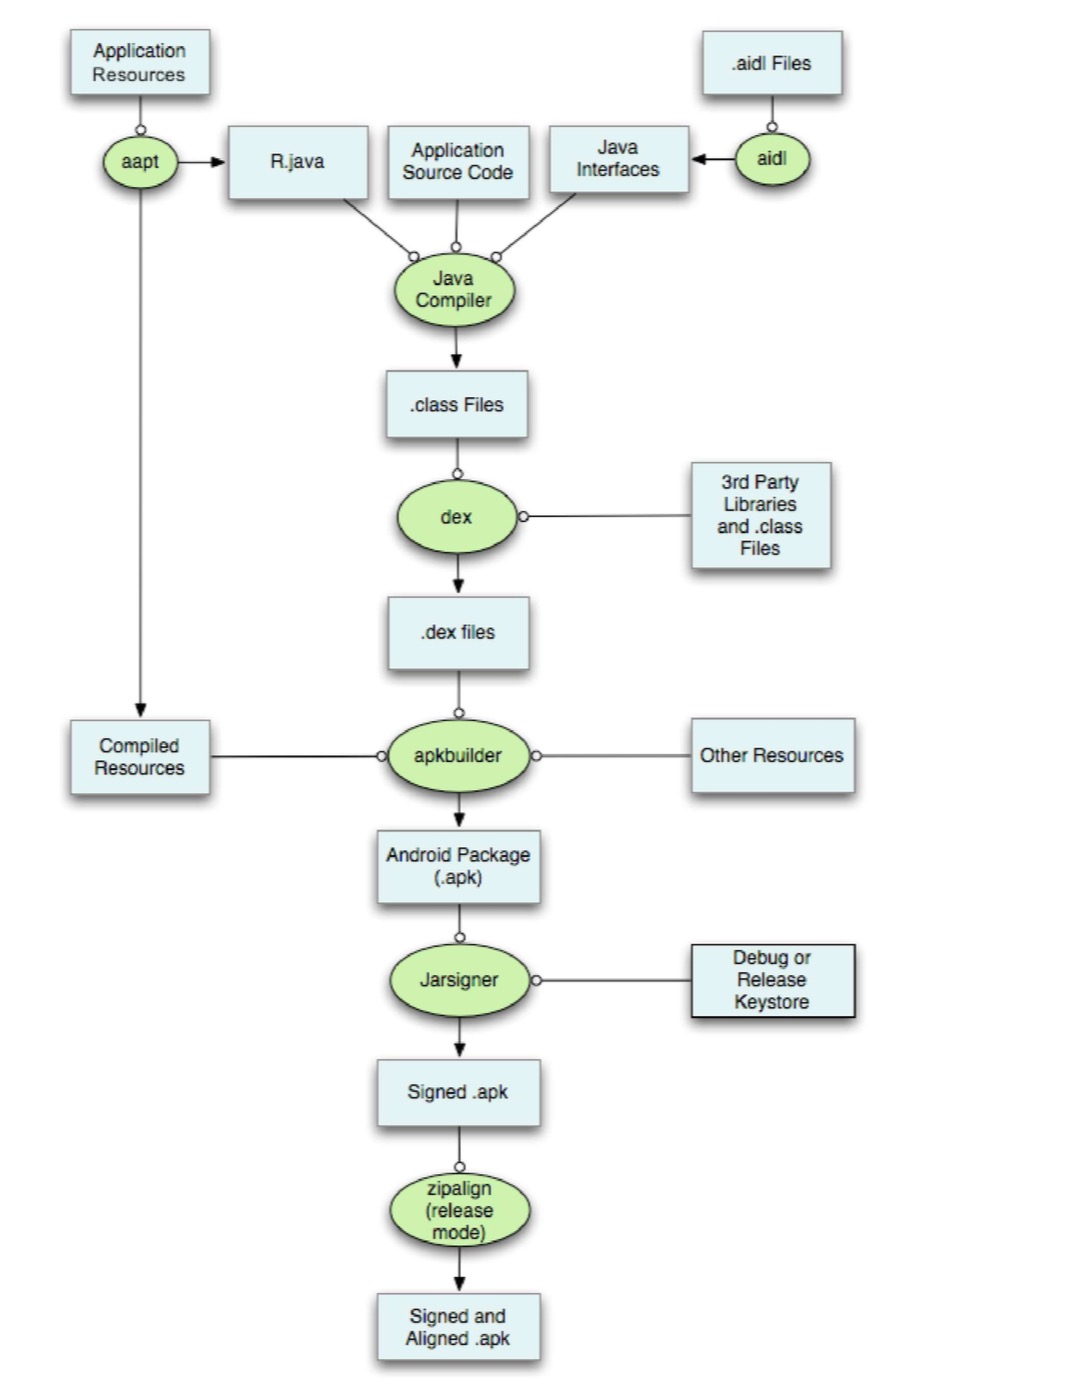 Application
Resources
.aidl Files
aapt
R.java
Application
Source Code
Java
Interfaces
aidl
Java
Compiler
.class Files
dex
3rd Party
Libraries
and .class
Files
.dex files
Compiled
Resources
apkbuilder
Other Resources
Android Package
(.apk)
Jarsigner
Debug or
Release
Keystore
Signed .apk
zipalign
(release
mode)
Signed and
Aligned .apk